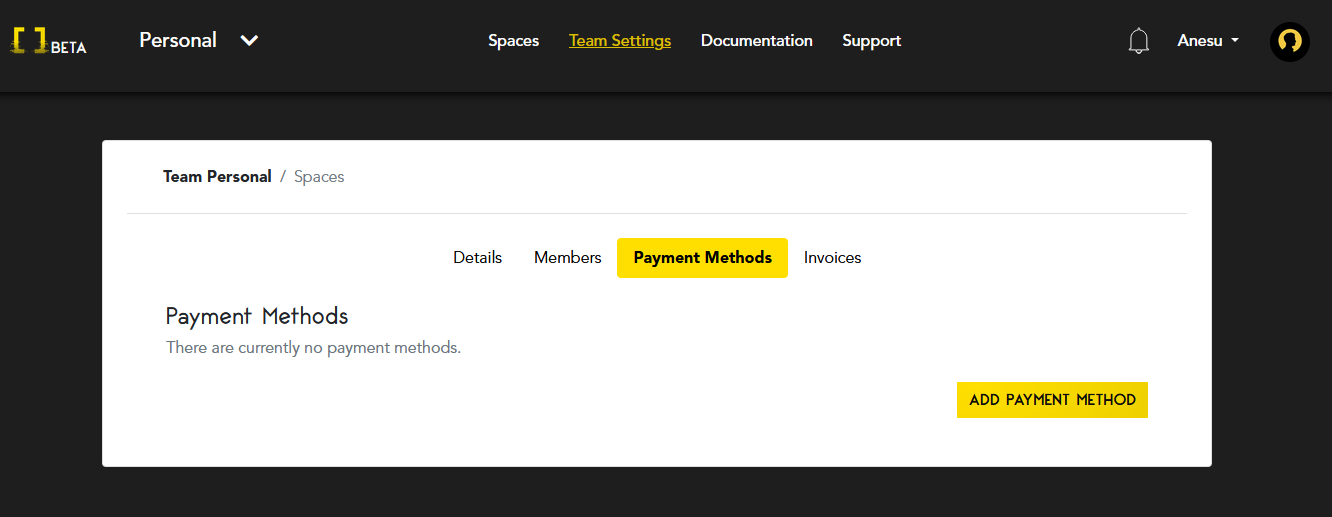 [ ] BETA Personal Spaces Team Settings Documentation Support Anesu
Team Personal / Spaces
Details Members Payment Methods Invoices
Payment Methods
There are currently no payment methods.
ADD PAYMENT METHOD